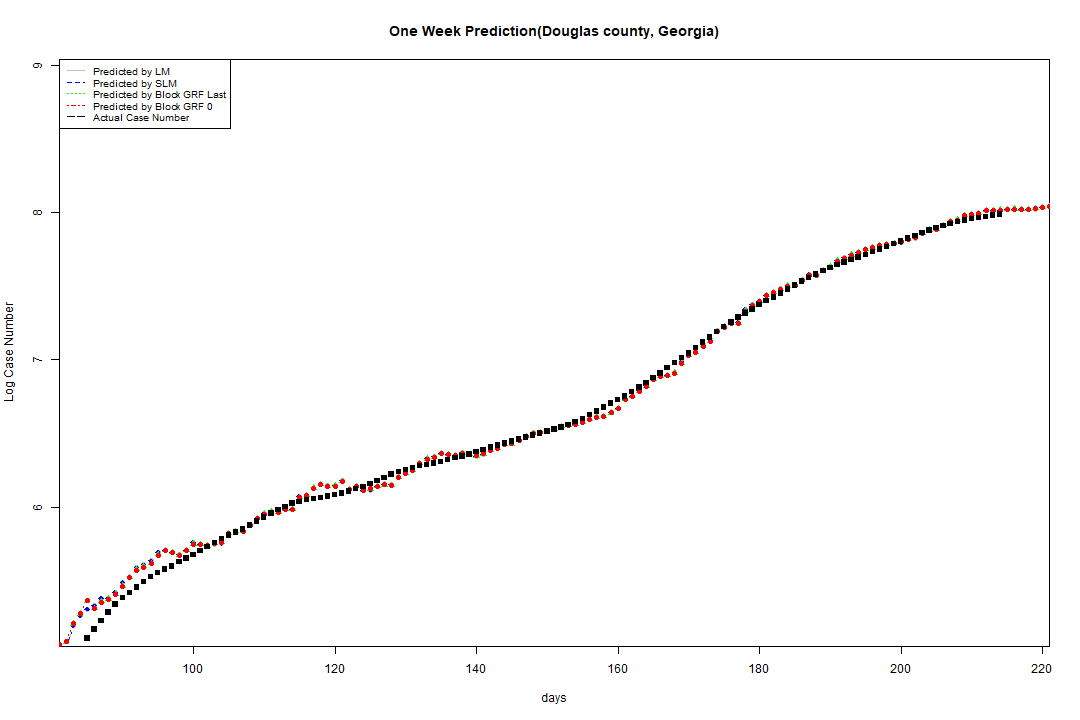 One Week Prediction(Douglas county, Georgia)
Predicted by LM
Predicted by SLM
Predicted by Block GRF Last
Predicted by Block GRF 0
Actual Case Number
9
8
7
6
Log Case Number
100 120 140 160 180 200 220
days